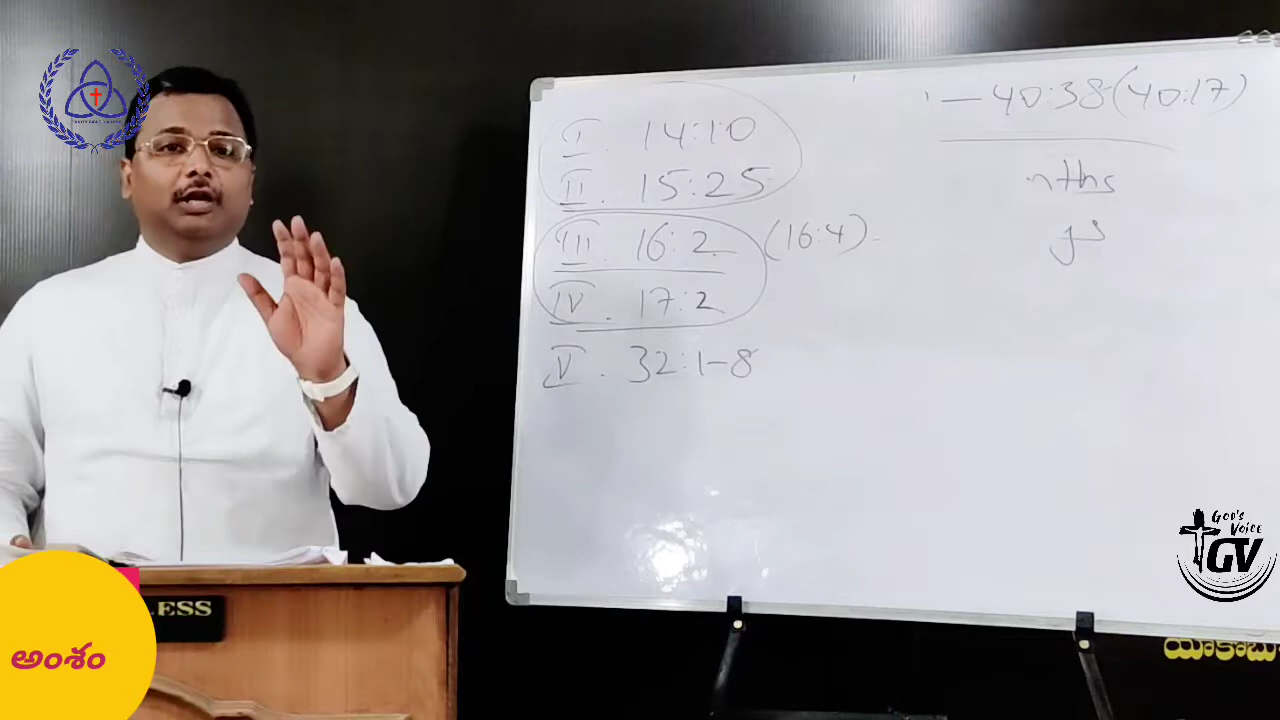 — 40:38 (40:17)
I. 14:10
II. 15:25
III. 16:2 (16:4)
IV. 17:2
V. 32:1-8
nths
GOD'S
VOICE
GV
LESS
అంశం
యాకోబు